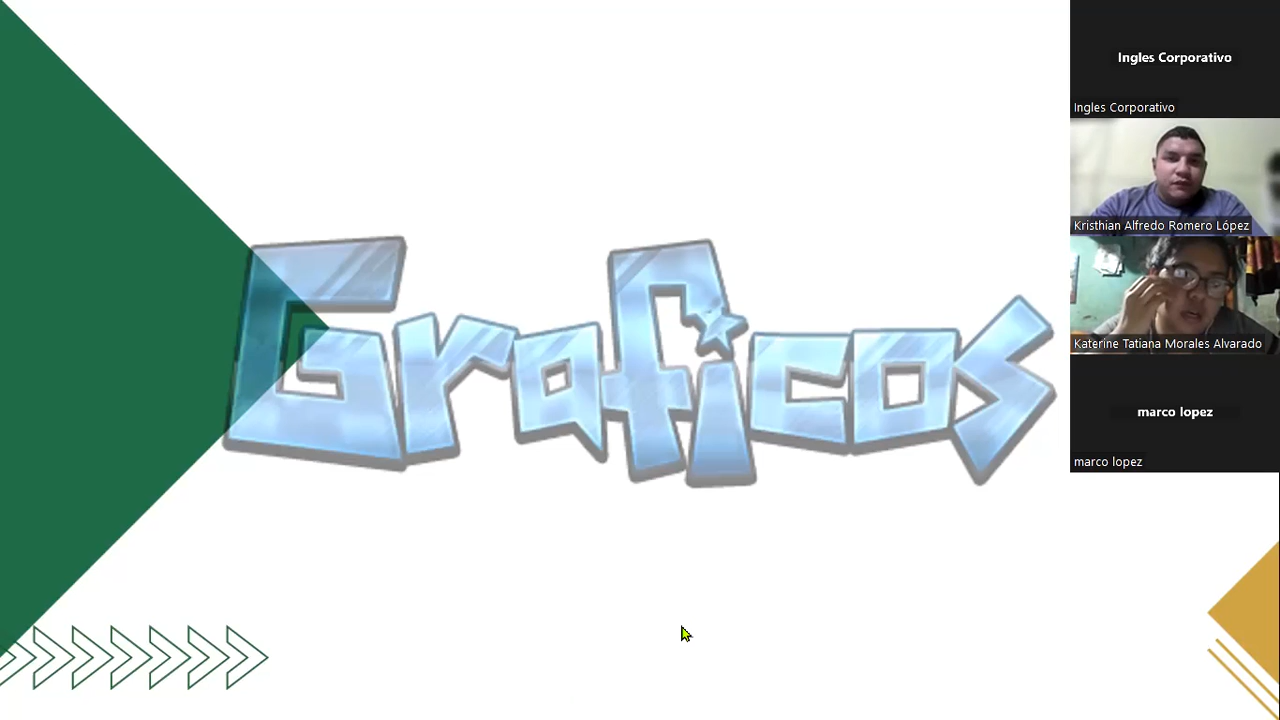 Graficos
Ingles Corporativo
Ingles Corporativo
Kristhian Alfredo Romero López
Katerine Tatiana Morales Alvarado
marco lopez
marco lopez